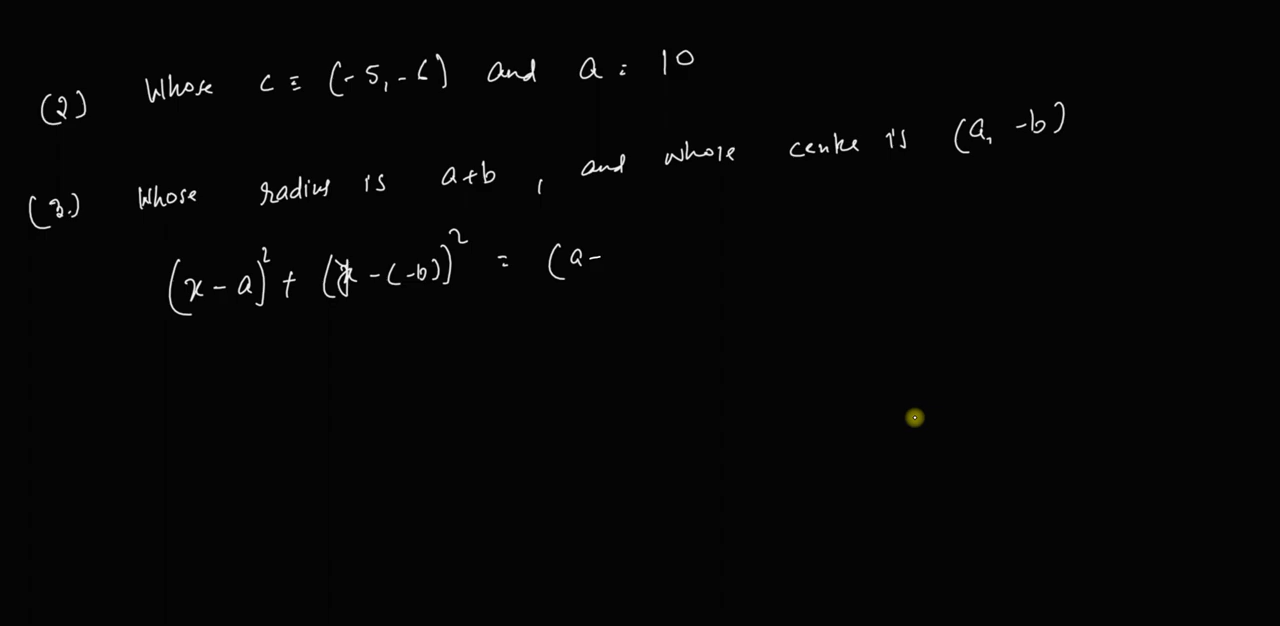 (2) Whose c ≡ (-5, -6) and a = 10
(3.) Whose radius is a+b, and whose centre is (a, -b)
(x - a)² + (y - (-b))² = (a -